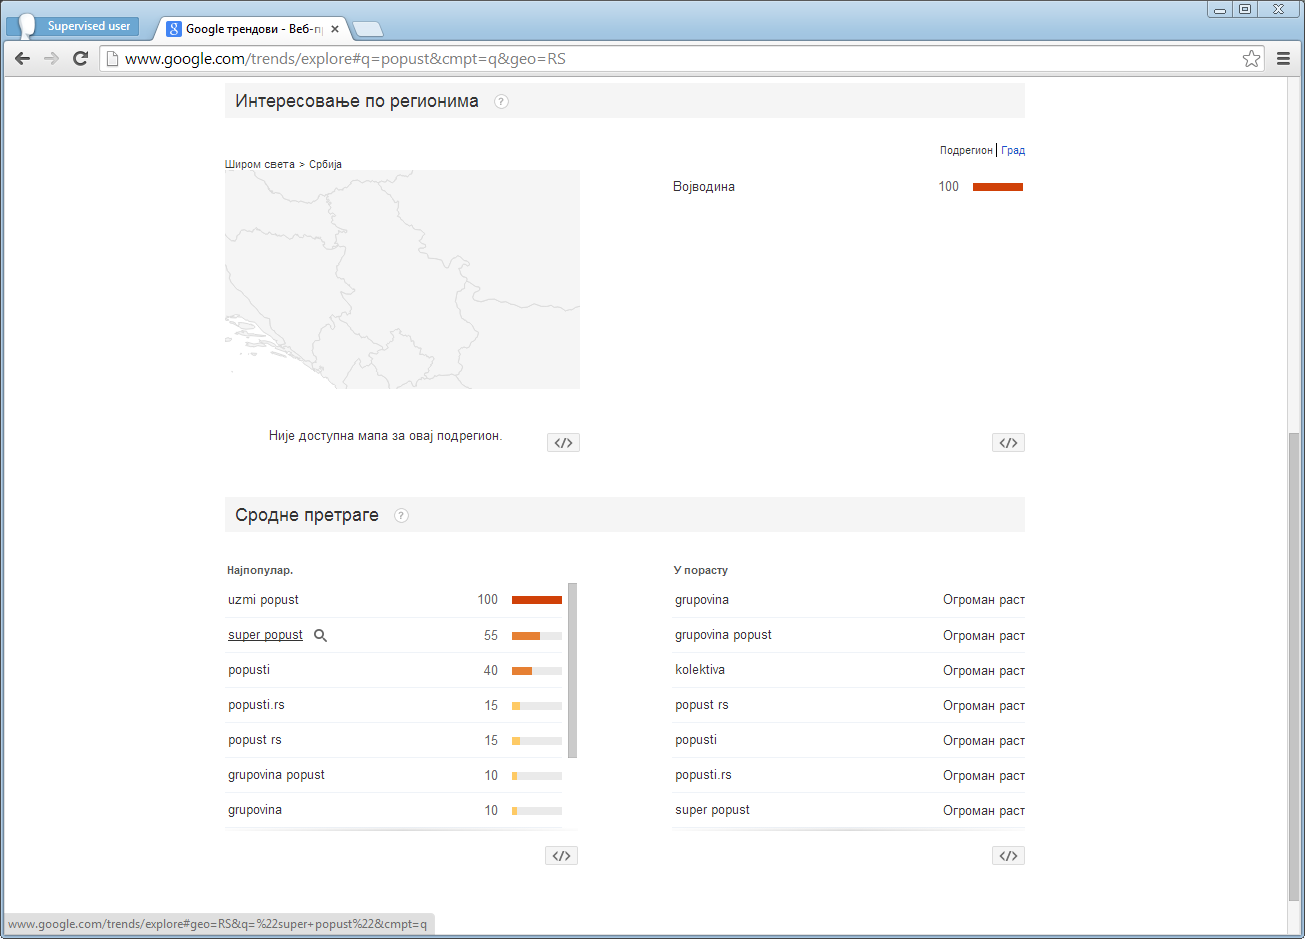 Supervised user
Google трендови - Веб-п
www.google.com/trends/explore#q=popust&cmpt=q&geo=RS
Интересовање по регионима ?
Подрегион Град
Широм света > Србија
Војводина 100
Није доступна мапа за овај подрегион.
</>
</>
Сродне претраге ?
Најпопулар.
uzmi popust 100
super popust 55
popusti 40
popusti.rs 15
popust rs 15
grupovina popust 10
grupovina 10
</>
У порасту
grupovina Огроман раст
grupovina popust Огроман раст
kolektiva Огроман раст
popust rs Огроман раст
popusti Огроман раст
popusti.rs Огроман раст
super popust Огроман раст
</>
www.google.com/trends/explore#geo=RS&q=%22super+popust%22&cmpt=q